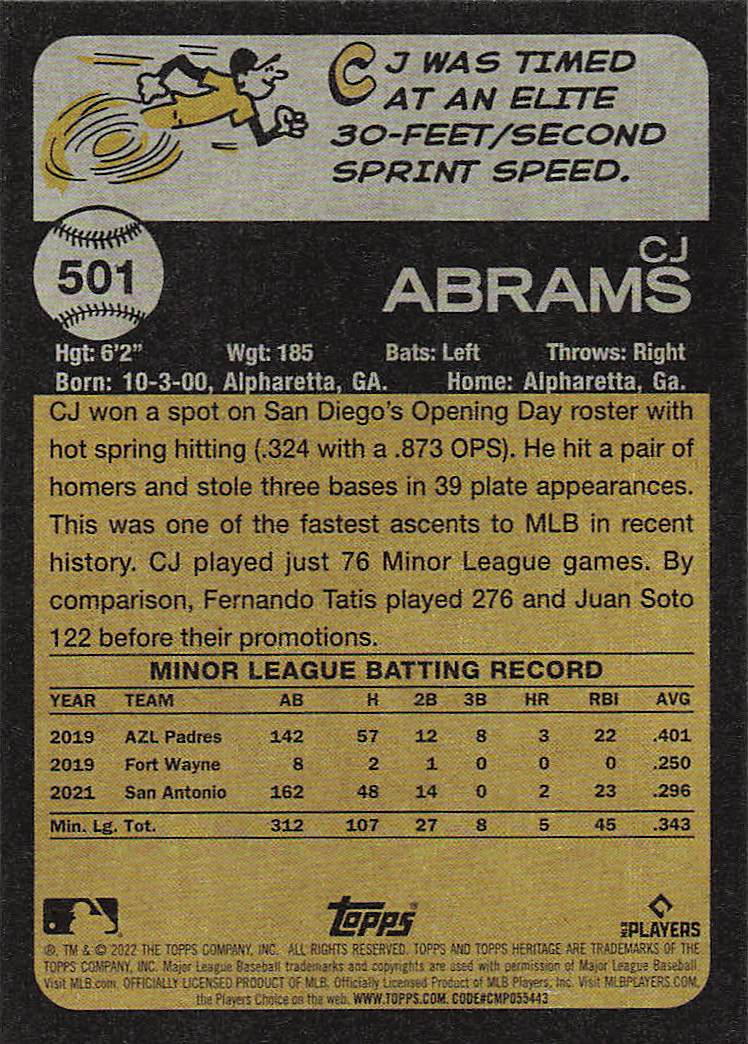 CJ WAS TIMED
AT AN ELITE
30-FEET/SECOND
SPRINT SPEED.
501
CJ
ABRAMS
Hgt: 6'2" Wgt: 185 Bats: Left Throws: Right
Born: 10-3-00, Alpharetta, GA. Home: Alpharetta, Ga.
CJ won a spot on San Diego's Opening Day roster with
hot spring hitting (.324 with a .873 OPS). He hit a pair of
homers and stole three bases in 39 plate appearances.
This was one of the fastest ascents to MLB in recent
history. CJ played just 76 Minor League games. By
comparison, Fernando Tatis played 276 and Juan Soto
122 before their promotions.
MINOR LEAGUE BATTING RECORD
YEAR TEAM AB H 2B 3B HR RBI AVG
2019 AZL Padres 142 57 12 8 3 22 .401
2019 Fort Wayne 8 2 1 0 0 0 .250
2021 San Antonio 162 48 14 0 2 23 .296
Min. Lg. Tot. 312 107 27 8 5 45 .343
Topps®
MLB PLAYERS
®, TM & © 2022 THE TOPPS COMPANY, INC. ALL RIGHTS RESERVED. TOPPS AND TOPPS HERITAGE ARE TRADEMARKS OF THE
TOPPS COMPANY, INC. Major League Baseball trademarks and copyrights are used with permission of Major League Baseball.
Visit MLB.com. OFFICIALLY LICENSED PRODUCT OF MLB. Officially Licensed Product of MLB Players, Inc. Visit MLBPLAYERS.COM,
the Players Choice on the web. WWW.TOPPS.COM. CODE#CMP055443